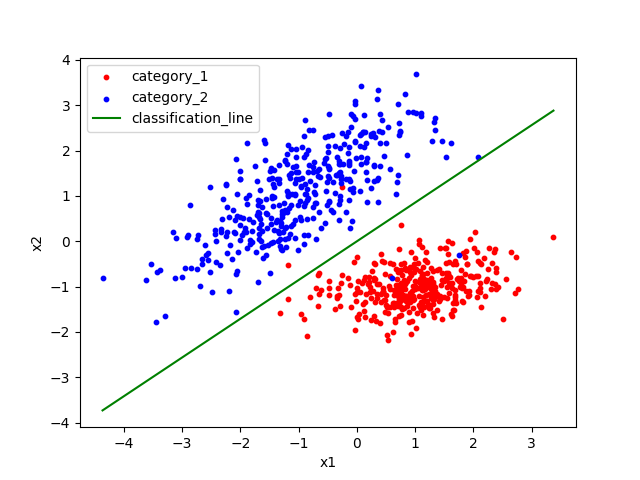 category_1
category_2
classification_line
4
3
2
1
0
−1
−2
−3
−4
x2
−4 −3 −2 −1 0 1 2 3
x1